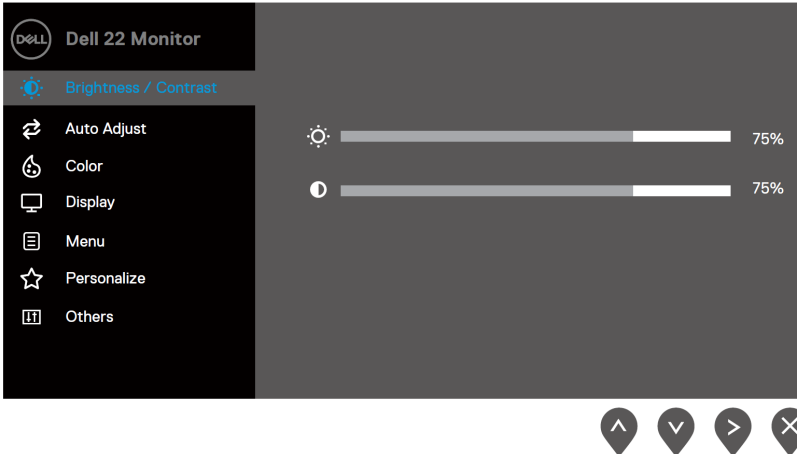 DELL
Dell 22 Monitor
Brightness / Contrast
Auto Adjust
Color
Display
Menu
Personalize
Others
75%
75%